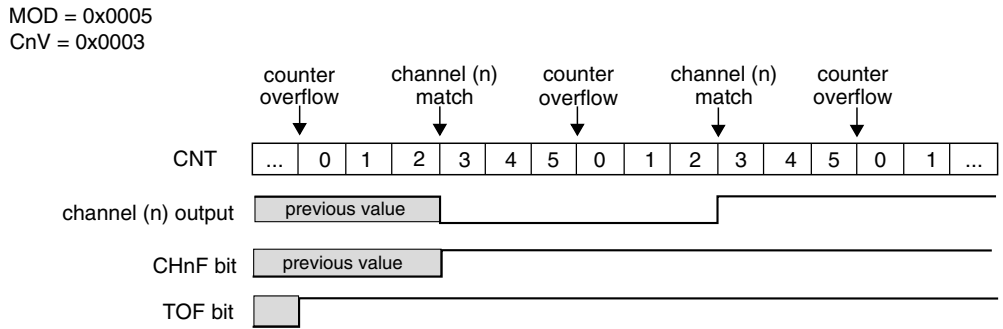 MOD = 0x0005
CnV = 0x0003
counter overflow
channel (n) match
counter overflow
channel (n) match
counter overflow
CNT ... 0 1 2 3 4 5 0 1 2 3 4 5 0 1 ...
channel (n) output previous value
CHnF bit previous value
TOF bit